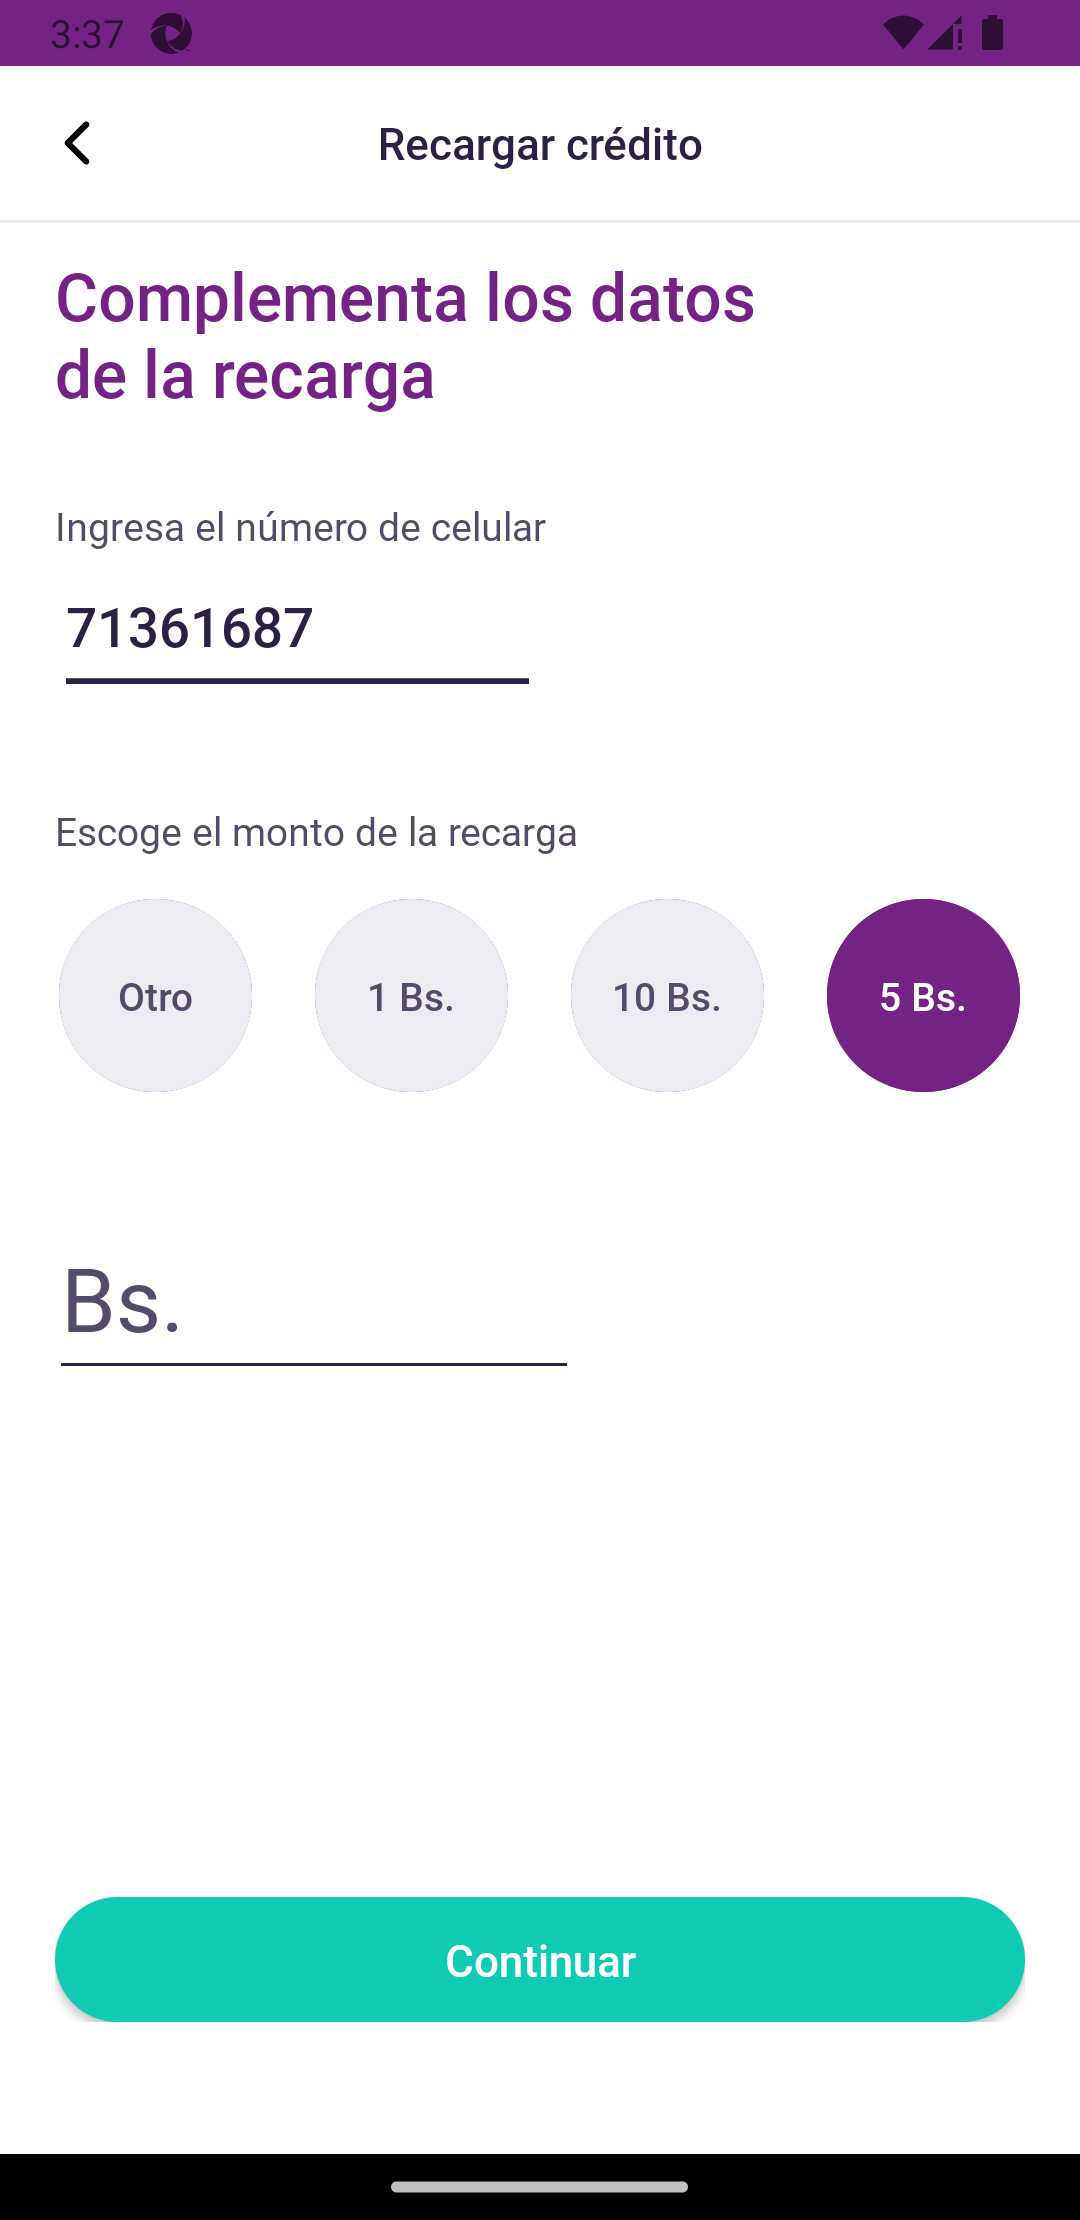 3:37
Recargar crédito
Complementa los datos
de la recarga
Ingresa el número de celular
71361687
Escoge el monto de la recarga
Otro
1 Bs.
10 Bs.
5 Bs.
Bs.
Continuar